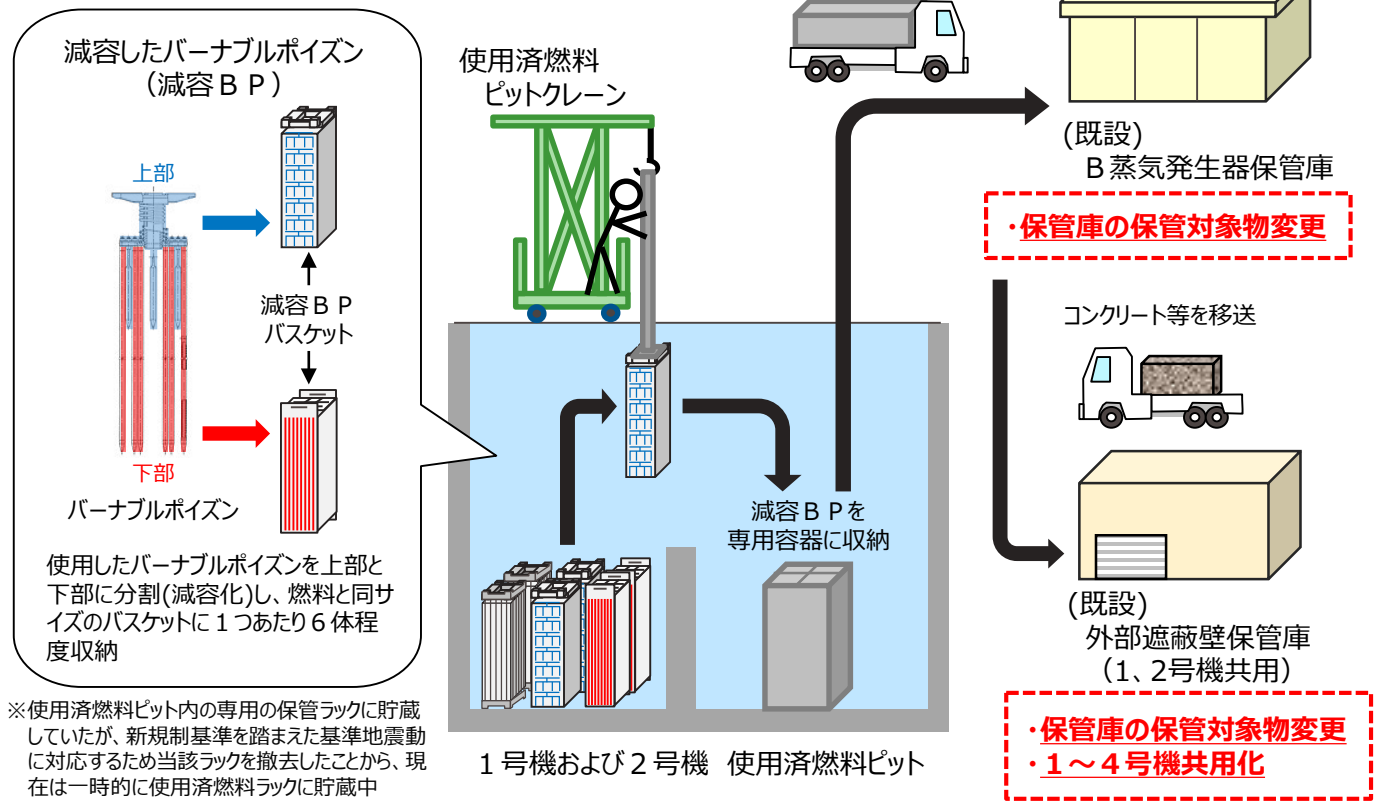 減容したバーナブルポイズン
（減容ＢＰ）
上部
減容ＢＰ
バスケット
下部
バーナブルポイズン
使用したバーナブルポイズンを上部と
下部に分割(減容化)し、燃料と同サ
イズのバスケットに１つあたり６体程
度収納
※使用済燃料ピット内の専用の保管ラックに貯蔵
していたが、新規制基準を踏まえた基準地震動
に対応するため当該ラックを撤去したことから、現
在は一時的に使用済燃料ラックに貯蔵中
使用済燃料
ピットクレーン
減容ＢＰを
専用容器に収納
１号機および２号機 使用済燃料ピット
(既設)
Ｂ蒸気発生器保管庫
・保管庫の保管対象物変更
コンクリート等を移送
(既設)
外部遮蔽壁保管庫
（1、2号機共用）
・保管庫の保管対象物変更
・１～４号機共用化